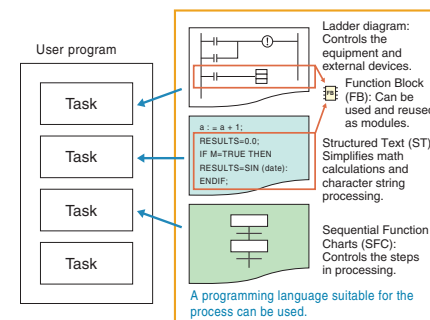 User program
Task
Task
Task
Task
Ladder diagram:
Controls the
equipment and
external devices.
FB
Function Block
(FB): Can be
used and reused
as modules.
a : = a + 1;
RESULTS=0.0;
IF M=TRUE THEN
RESULTS=SIN (date):
ENDIF;
Structured Text (ST)
Simplifies math
calculations and
character string
processing.
Sequential Function
Charts (SFC):
Controls the steps
in processing.
A programming language suitable for the
process can be used.